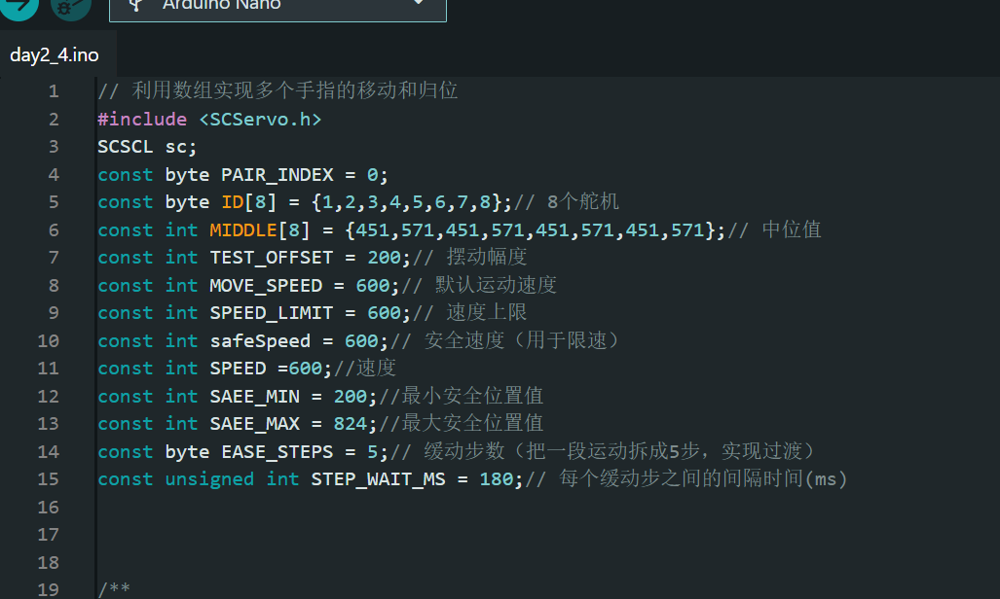 Arduino Nano
day2_4.ino
1 // 利用数组实现多个手指的移动和归位
2 #include <SCServo.h>
3 SCSCL sc;
4 const byte PAIR_INDEX = 0;
5 const byte ID[8] = {1,2,3,4,5,6,7,8};// 8个舵机
6 const int MIDDLE[8] = {451,571,451,571,451,571,451,571};// 中位值
7 const int TEST_OFFSET = 200;// 摆动幅度
8 const int MOVE_SPEED = 600;// 默认运动速度
9 const int SPEED_LIMIT = 600;// 速度上限
10 const int safeSpeed = 600;// 安全速度（用于限速）
11 const int SPEED =600;//速度
12 const int SAEE_MIN = 200;//最小安全位置值
13 const int SAEE_MAX = 824;//最大安全位置值
14 const byte EASE_STEPS = 5;// 缓动步数（把一段运动拆成5步，实现过渡）
15 const unsigned int STEP_WAIT_MS = 180;// 每个缓动步之间的间隔时间(ms)
16
17
18
19 /**